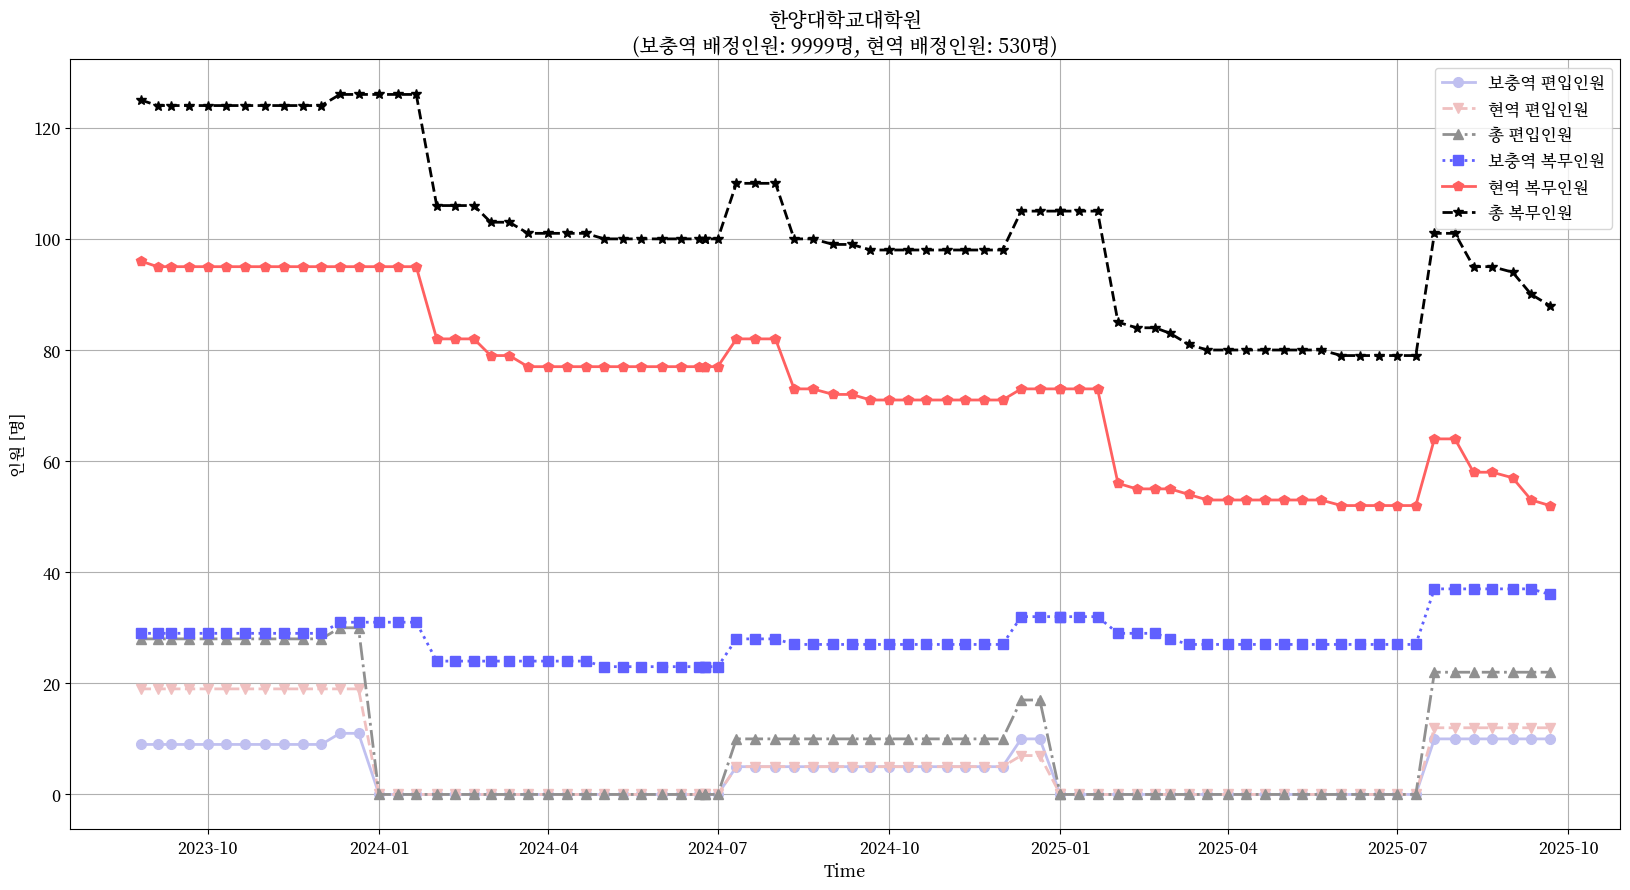 한양대학교대학원
(보충역 배정인원: 9999명, 현역 배정인원: 530명)
보충역 편입인원
현역 편입인원
총 편입인원
보충역 복무인원
현역 복무인원
총 복무인원
인원 [명]
120
100
80
60
40
20
0
2023-10
2024-01
2024-04
2024-07
2024-10
2025-01
2025-04
2025-07
2025-10
Time